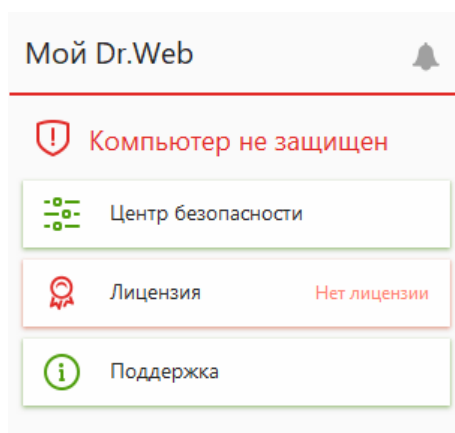 Мой Dr.Web
Компьютер не защищен
Центр безопасности
Лицензия Нет лицензии
Поддержка